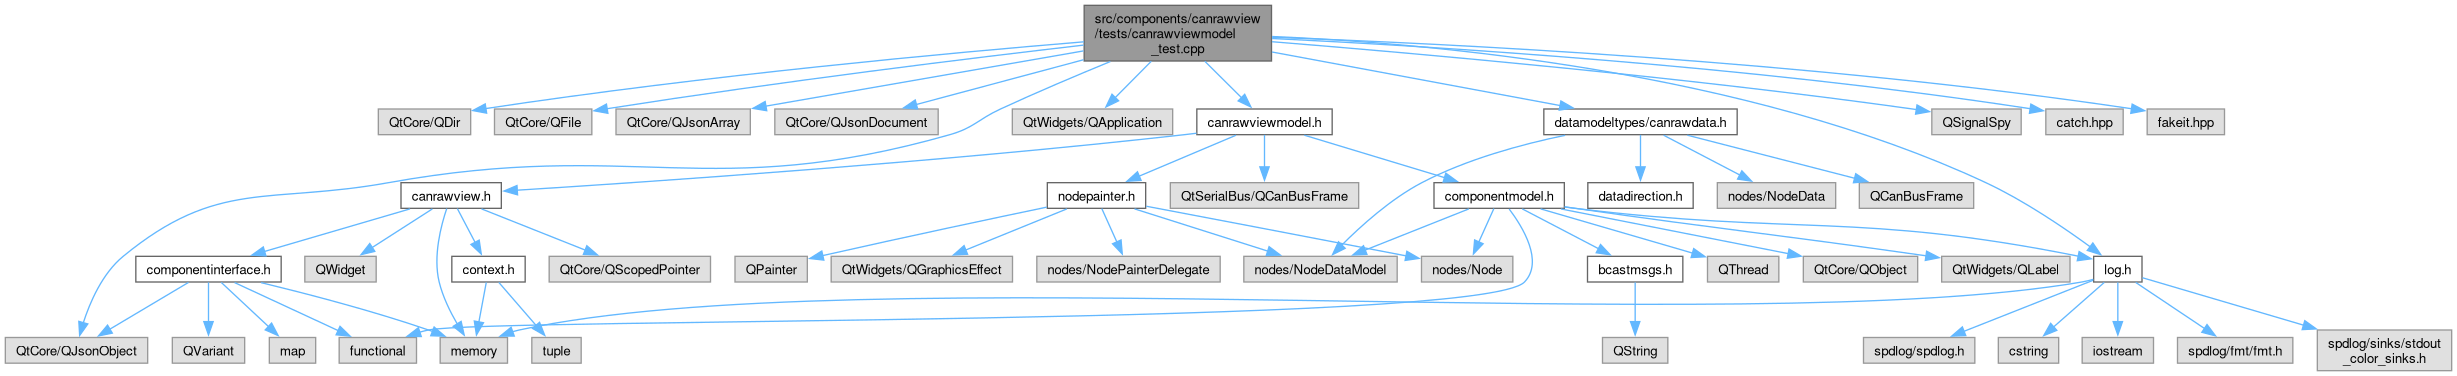 src/components/canrawview
/tests/canrawviewmodel
_test.cpp
QtCore/QDir
QtCore/QFile
QtCore/QJsonArray
QtCore/QJsonDocument
QtWidgets/QApplication
canrawviewmodel.h
datamodeltypes/canrawdata.h
QSignalSpy
catch.hpp
fakeit.hpp
canrawview.h
nodepainter.h
QtSerialBus/QCanBusFrame
componentmodel.h
datadirection.h
nodes/NodeData
QCanBusFrame
componentinterface.h
QWidget
context.h
QtCore/QScopedPointer
QPainter
QtWidgets/QGraphicsEffect
nodes/NodePainterDelegate
nodes/NodeDataModel
nodes/Node
bcastmsgs.h
QThread
QtCore/QObject
QtWidgets/QLabel
log.h
QtCore/QJsonObject
QVariant
map
functional
memory
tuple
QString
spdlog/spdlog.h
cstring
iostream
spdlog/fmt/fmt.h
spdlog/sinks/stdout
_color_sinks.h